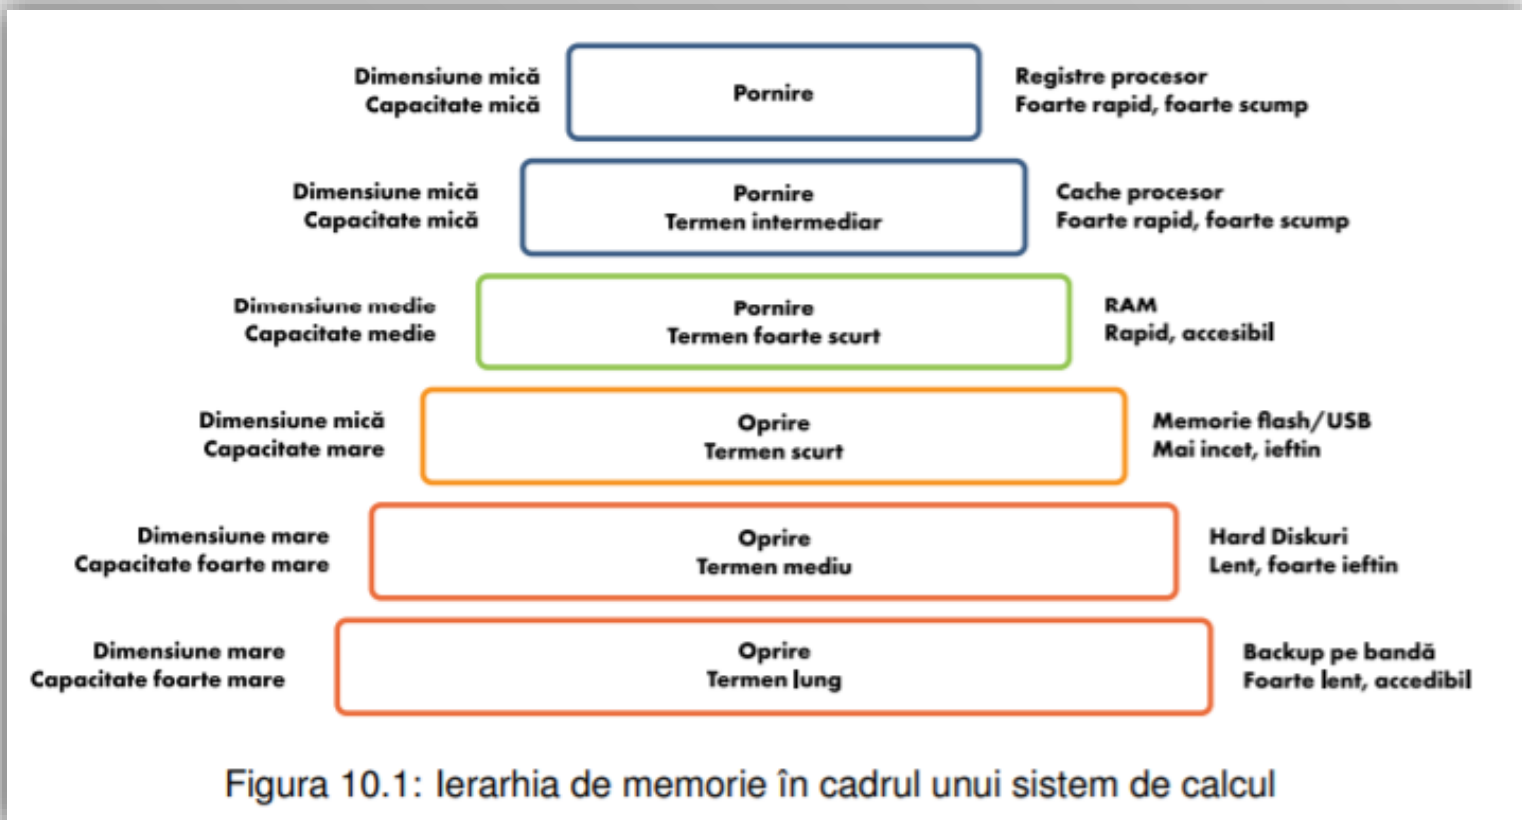 Dimensiune mică
Capacitate mică
Pornire
Registre procesor
Foarte rapid, foarte scump
Dimensiune mică
Capacitate mică
Pornire
Termen intermediar
Cache procesor
Foarte rapid, foarte scump
Dimensiune medie
Capacitate medie
Pornire
Termen foarte scurt
RAM
Rapid, accesibil
Dimensiune mică
Capacitate mare
Oprire
Termen scurt
Memorie flash/USB
Mai incet, ieftin
Dimensiune mare
Capacitate foarte mare
Oprire
Termen mediu
Hard Diskuri
Lent, foarte ieftin
Dimensiune mare
Capacitate foarte mare
Oprire
Termen lung
Backup pe bandă
Foarte lent, accedibil
Figura 10.1: Ierarhia de memorie în cadrul unui sistem de calcul